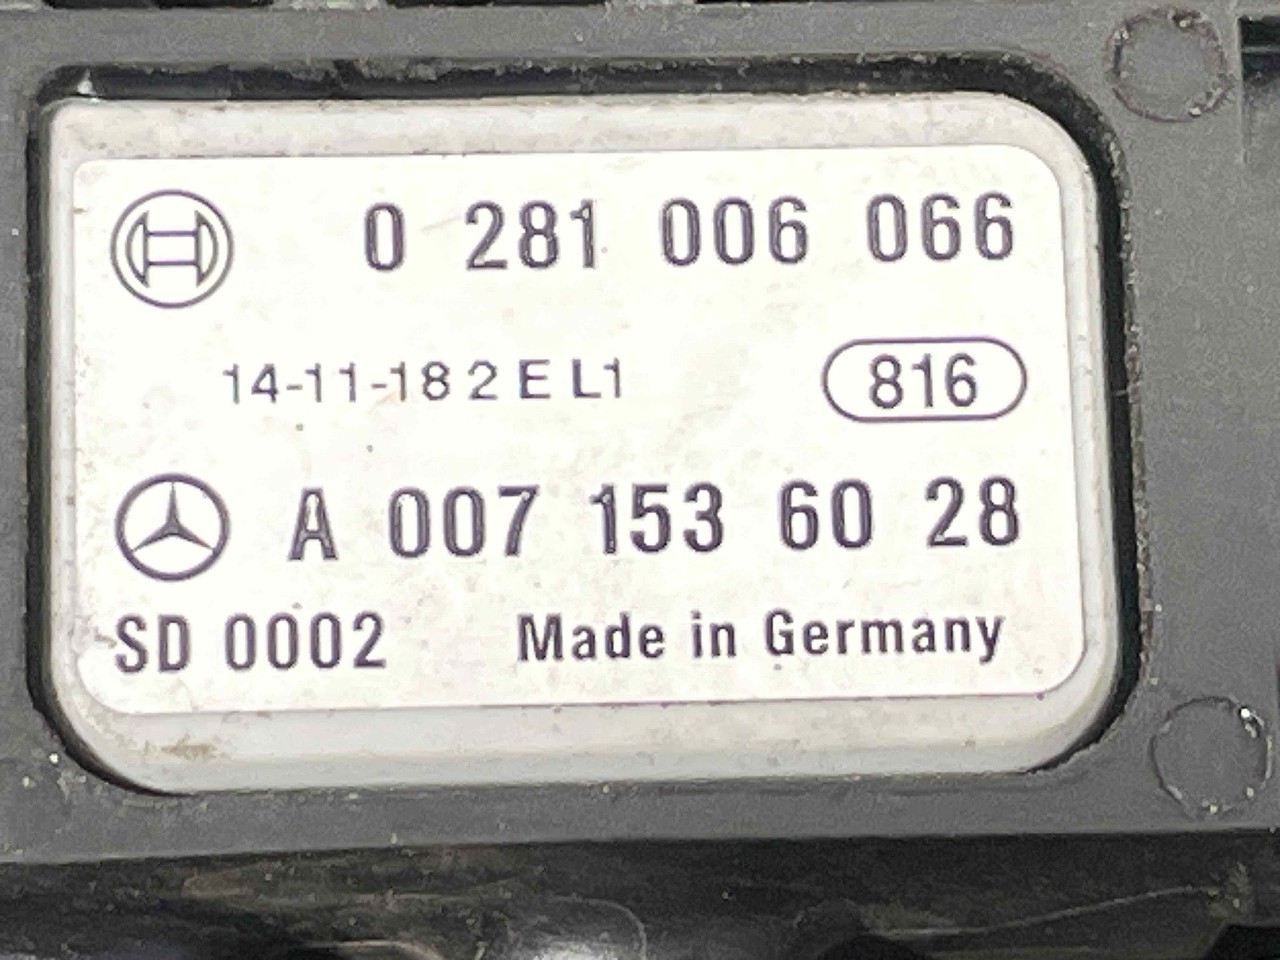 0 281 006 066
14-11-18 2 E L1 816
A 007 153 60 28
SD 0002 Made in Germany